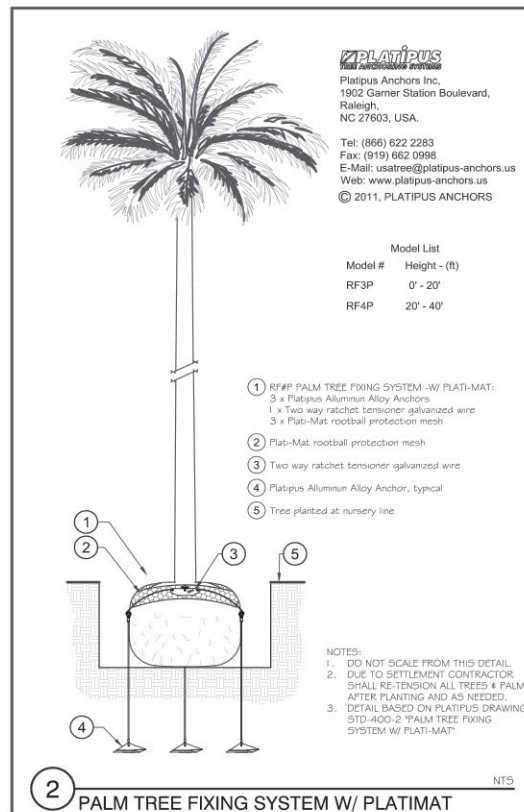 PLATIPUS
TREE ANCHORING SYSTEMS
Platipus Anchors Inc,
1902 Garner Station Boulevard,
Raleigh,
NC 27603, USA.
Tel: (866) 622 2283
Fax: (919) 662 0998
E-Mail: usatree@platipus-anchors.us
Web: www.platipus-anchors.us
© 2011, PLATIPUS ANCHORS
Model List
Model # Height - (ft)
RF3P 0' - 20'
RF4P 20' - 40'
1 RF#P PALM TREE FIXING SYSTEM -W/ PLATI-MAT:
3 x Platipus Alluminun Alloy Anchors
1 x Two way ratchet tensioner galvanized wire
3 x Plati-Mat rootball protection mesh
2 Plati-Mat rootball protection mesh
3 Two way ratchet tensioner galvanized wire
4 Platipus Alluminun Alloy Anchor, typical
5 Tree planted at nursery line
1
2
3
5
4
NOTES:
1. DO NOT SCALE FROM THIS DETAIL.
2. DUE TO SETTLEMENT CONTRACTOR
SHALL RE-TENSION ALL TREES & PALM
AFTER PLANTING AND AS NEEDED.
3. DETAIL BASED ON PLATIPUS DRAWING
STD-400-2 "PALM TREE FIXING
SYSTEM W/ PLATI-MAT"
NTS
2
PALM TREE FIXING SYSTEM W/ PLATIMAT